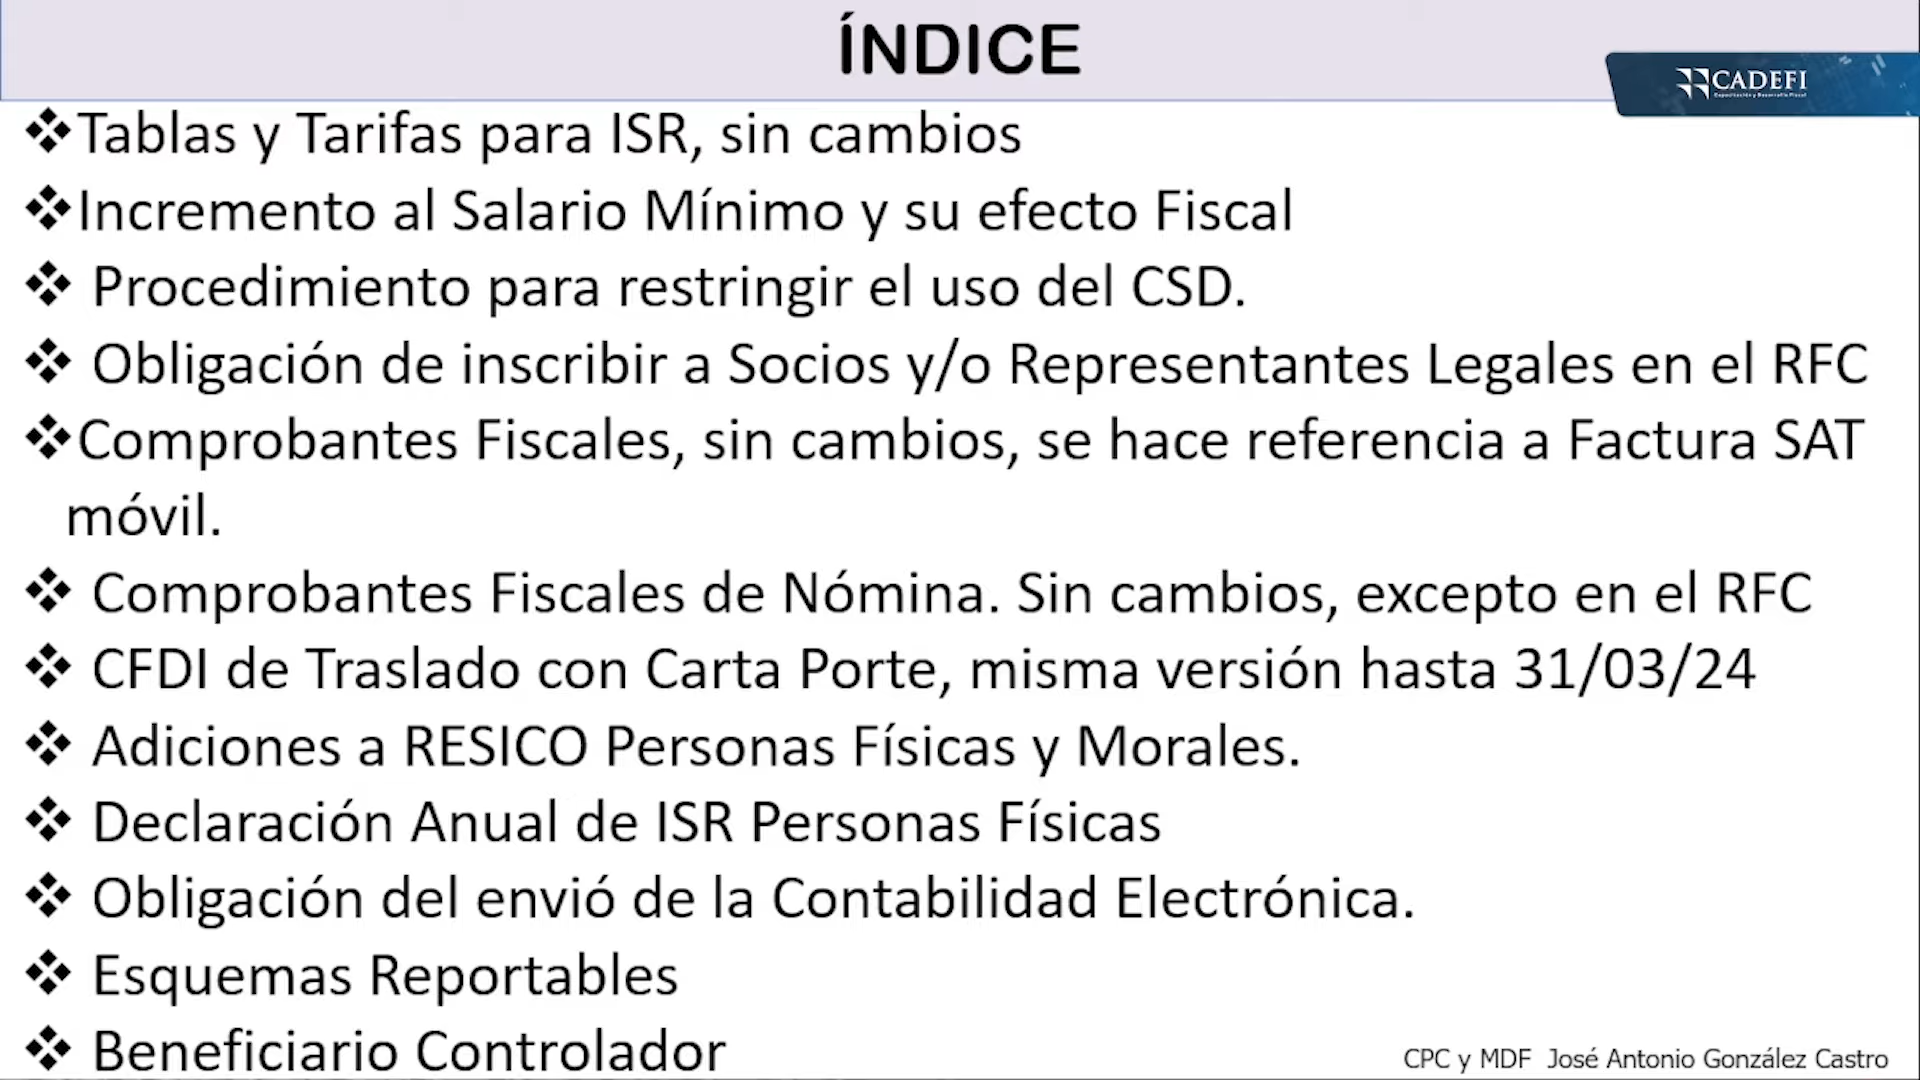 ÍNDICE
CADEFI
Capacitación y Desarrollo Fiscal
❖Tablas y Tarifas para ISR, sin cambios
❖Incremento al Salario Mínimo y su efecto Fiscal
❖ Procedimiento para restringir el uso del CSD.
❖ Obligación de inscribir a Socios y/o Representantes Legales en el RFC
❖Comprobantes Fiscales, sin cambios, se hace referencia a Factura SAT
móvil.
❖ Comprobantes Fiscales de Nómina. Sin cambios, excepto en el RFC
❖ CFDI de Traslado con Carta Porte, misma versión hasta 31/03/24
❖ Adiciones a RESICO Personas Físicas y Morales.
❖ Declaración Anual de ISR Personas Físicas
❖ Obligación del envió de la Contabilidad Electrónica.
❖ Esquemas Reportables
❖ Beneficiario Controlador
CPC y MDF  José Antonio González Castro